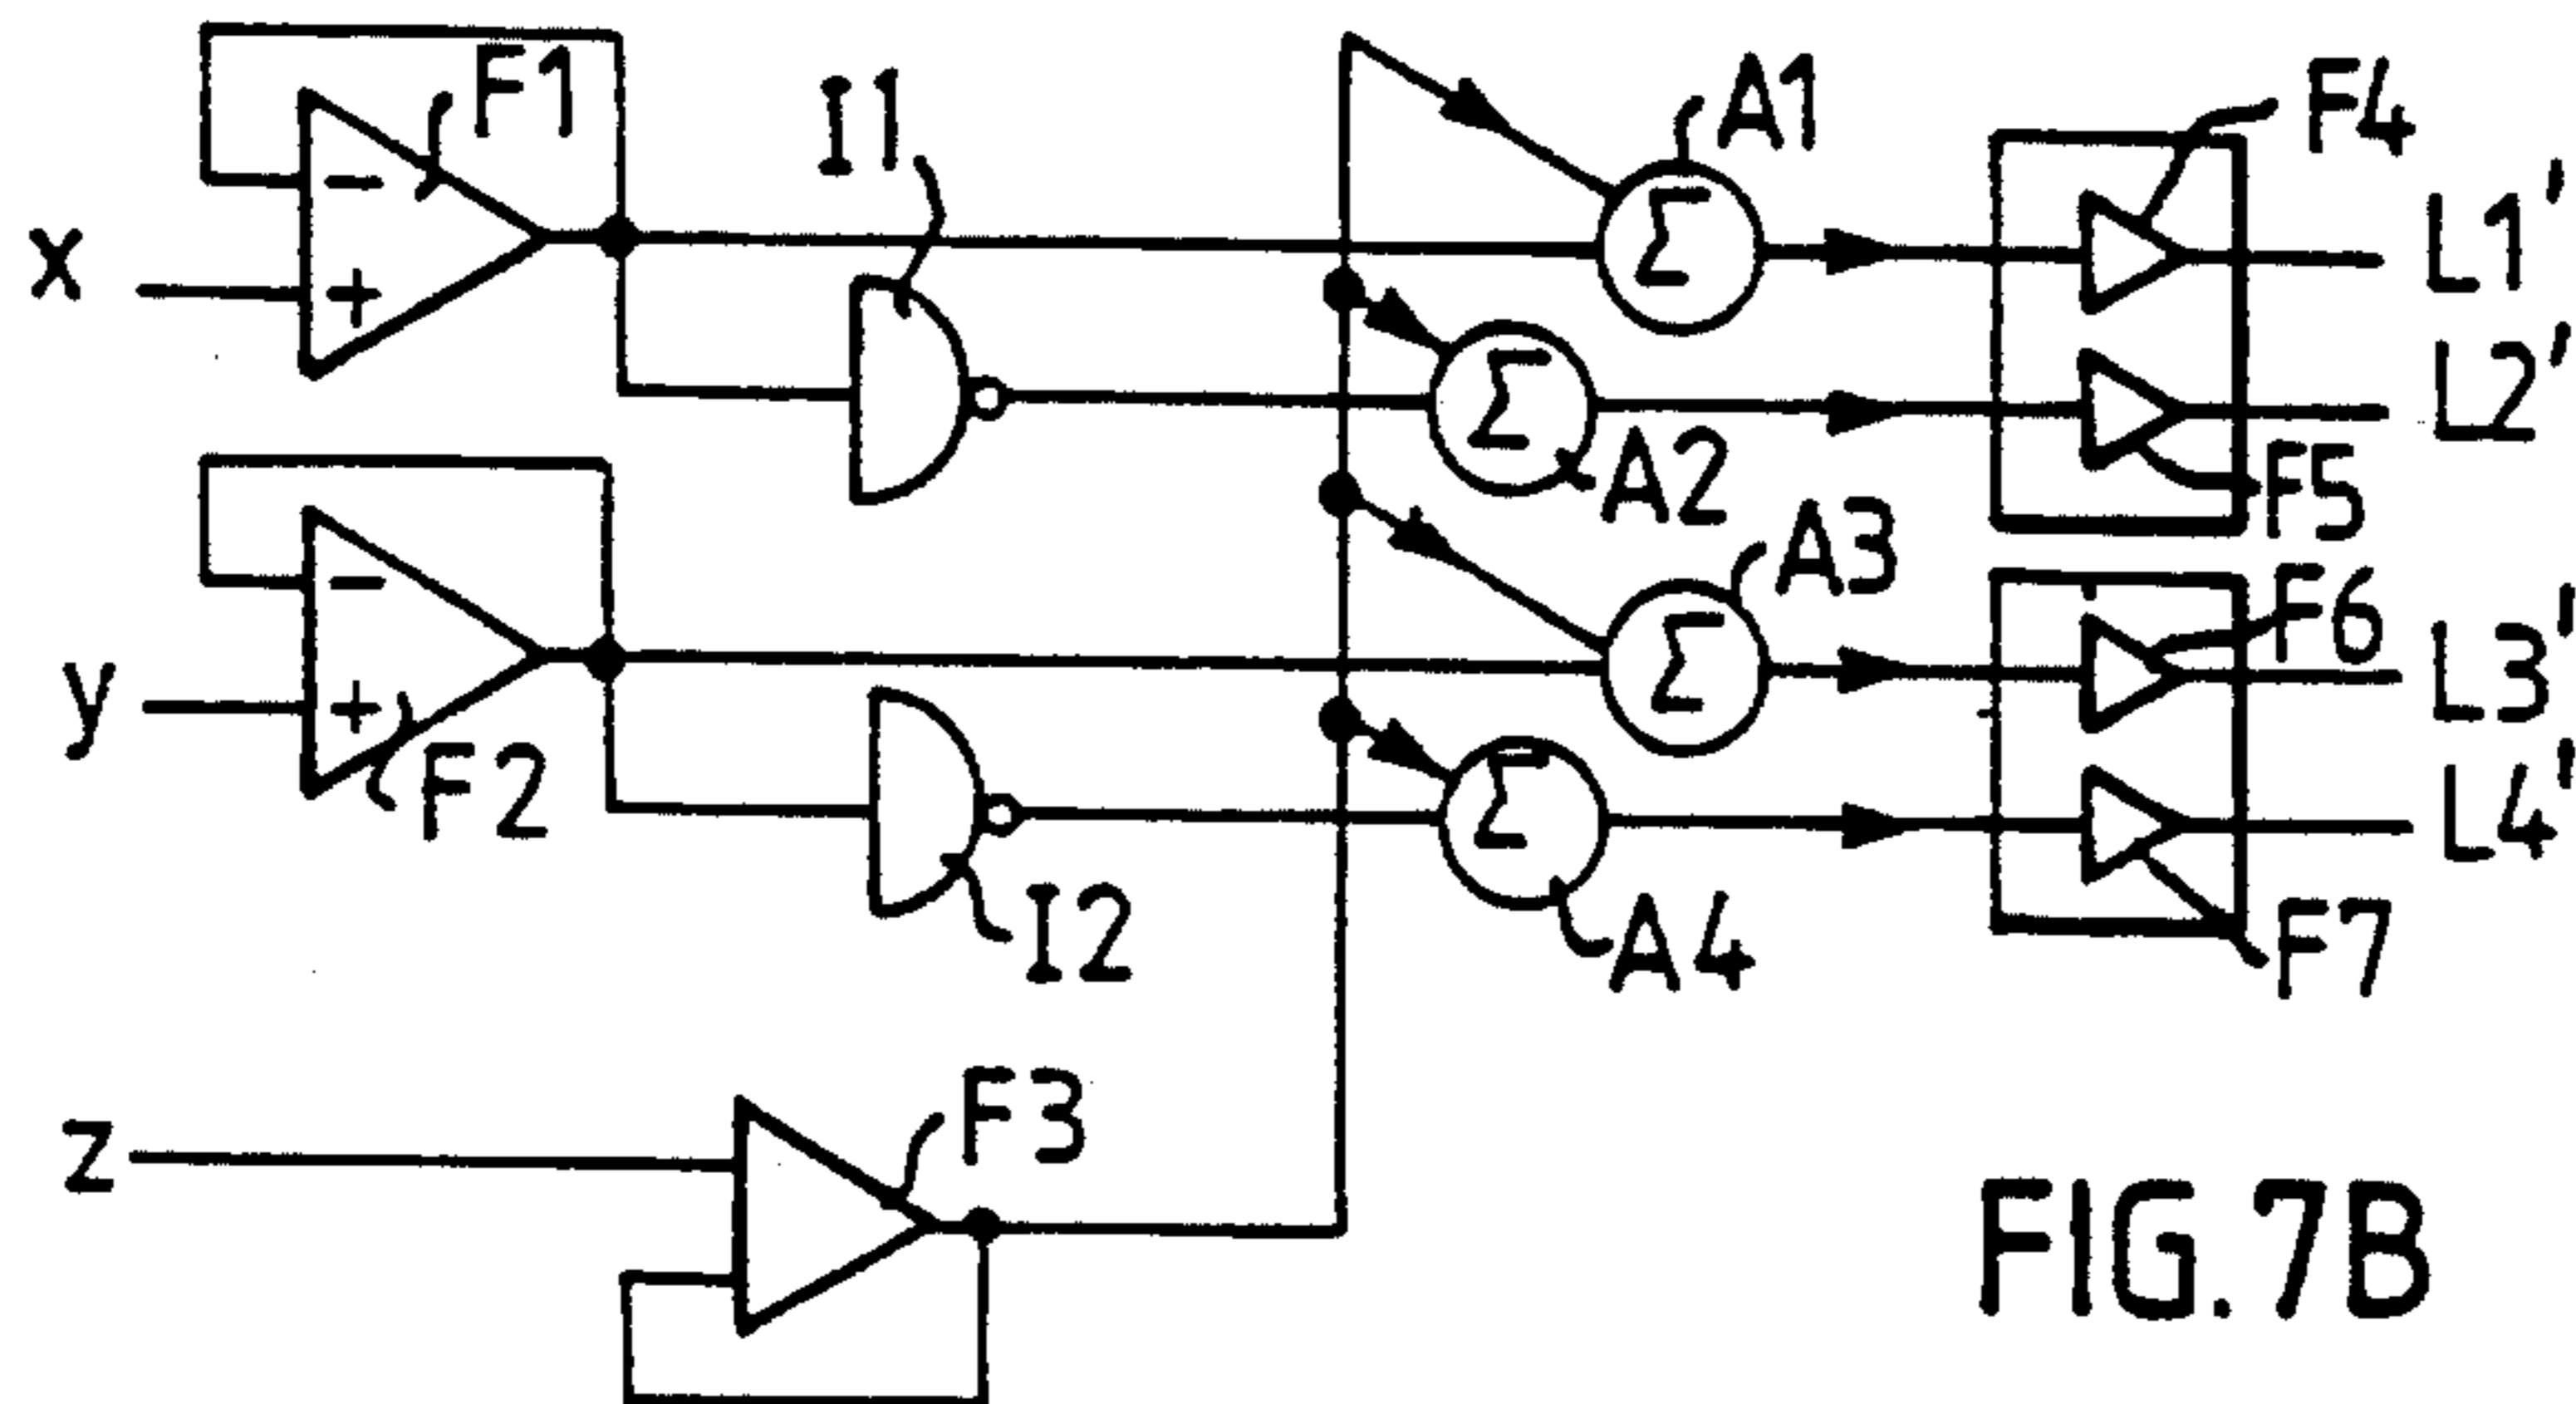 F1
I1
A1
F4
L1'
x
−
+
Σ
L2'
Σ
A2
F5
A3
F6
L3'
y
−
+
F2
Σ
L4'
Σ
I2
A4
F7
z
F3
FIG.7B